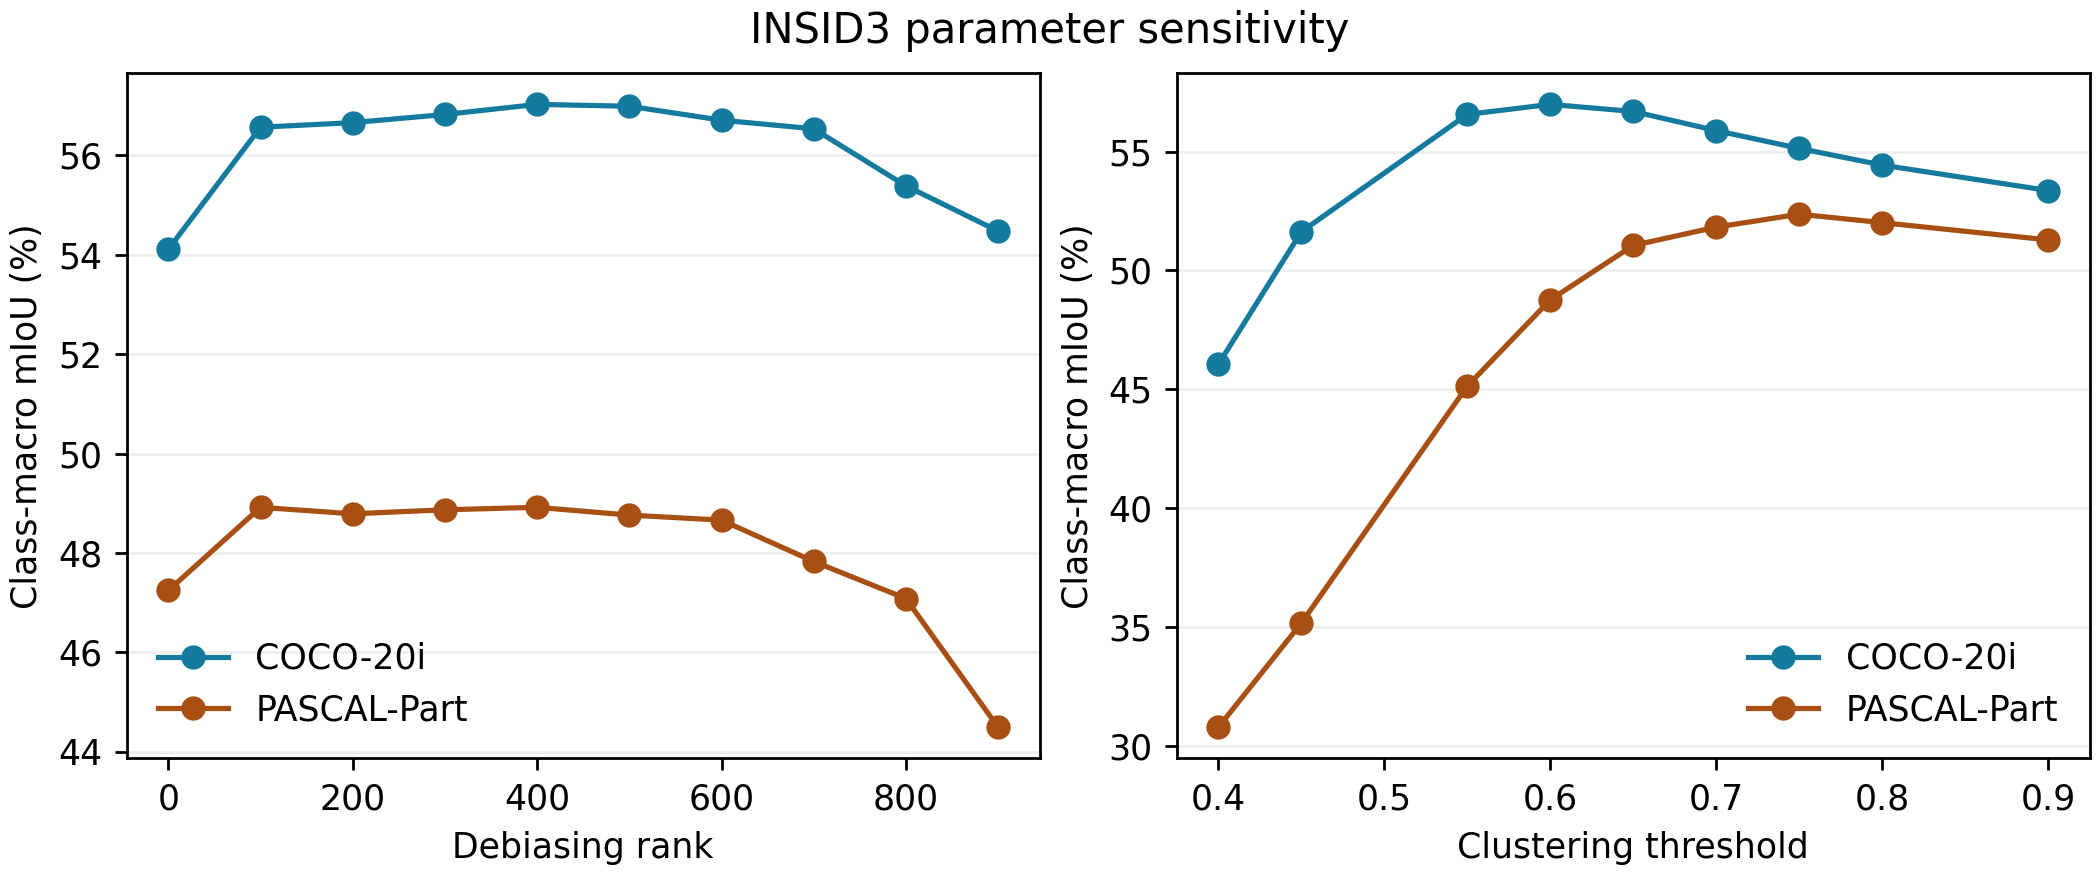 INSID3 parameter sensitivity
Class-macro mIoU (%)
56
54
52
50
48
46
44
COCO-20i
PASCAL-Part
0
200
400
600
800
Debiasing rank
Class-macro mIoU (%)
55
50
45
40
35
30
COCO-20i
PASCAL-Part
0.4
0.5
0.6
0.7
0.8
0.9
Clustering threshold